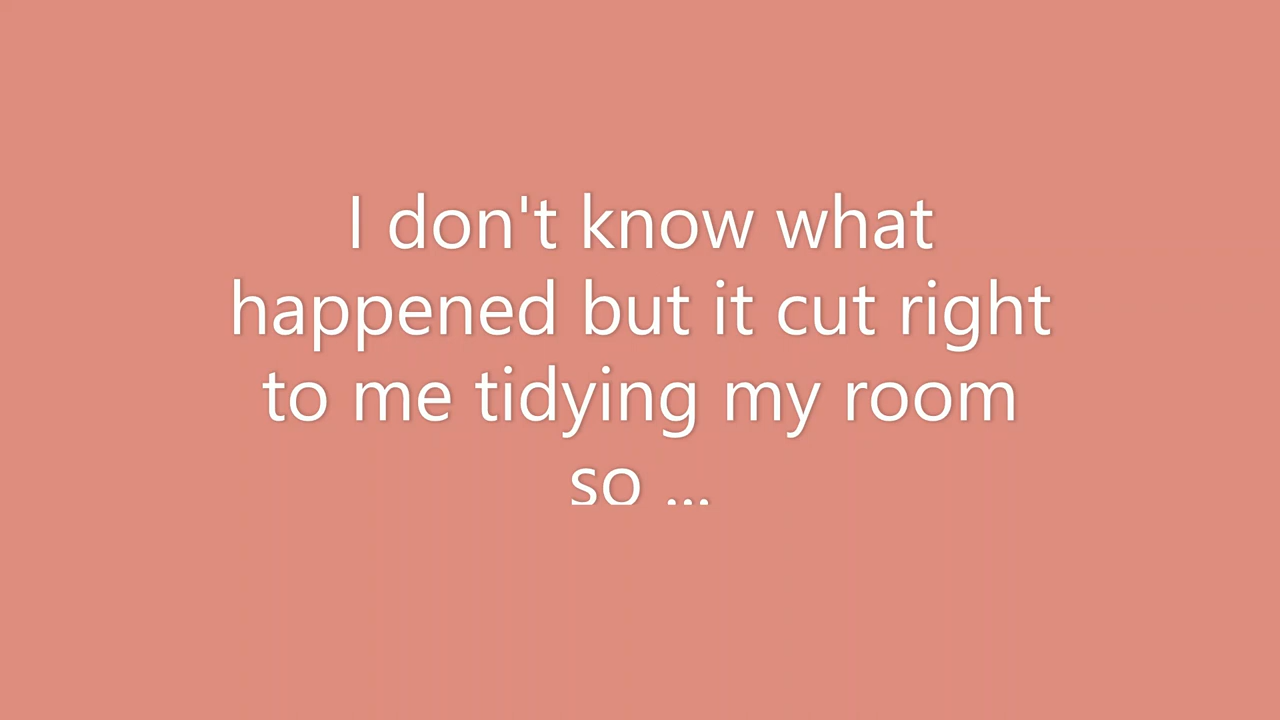 I don't know what
happened but it cut right
to me tidying my room
so ...